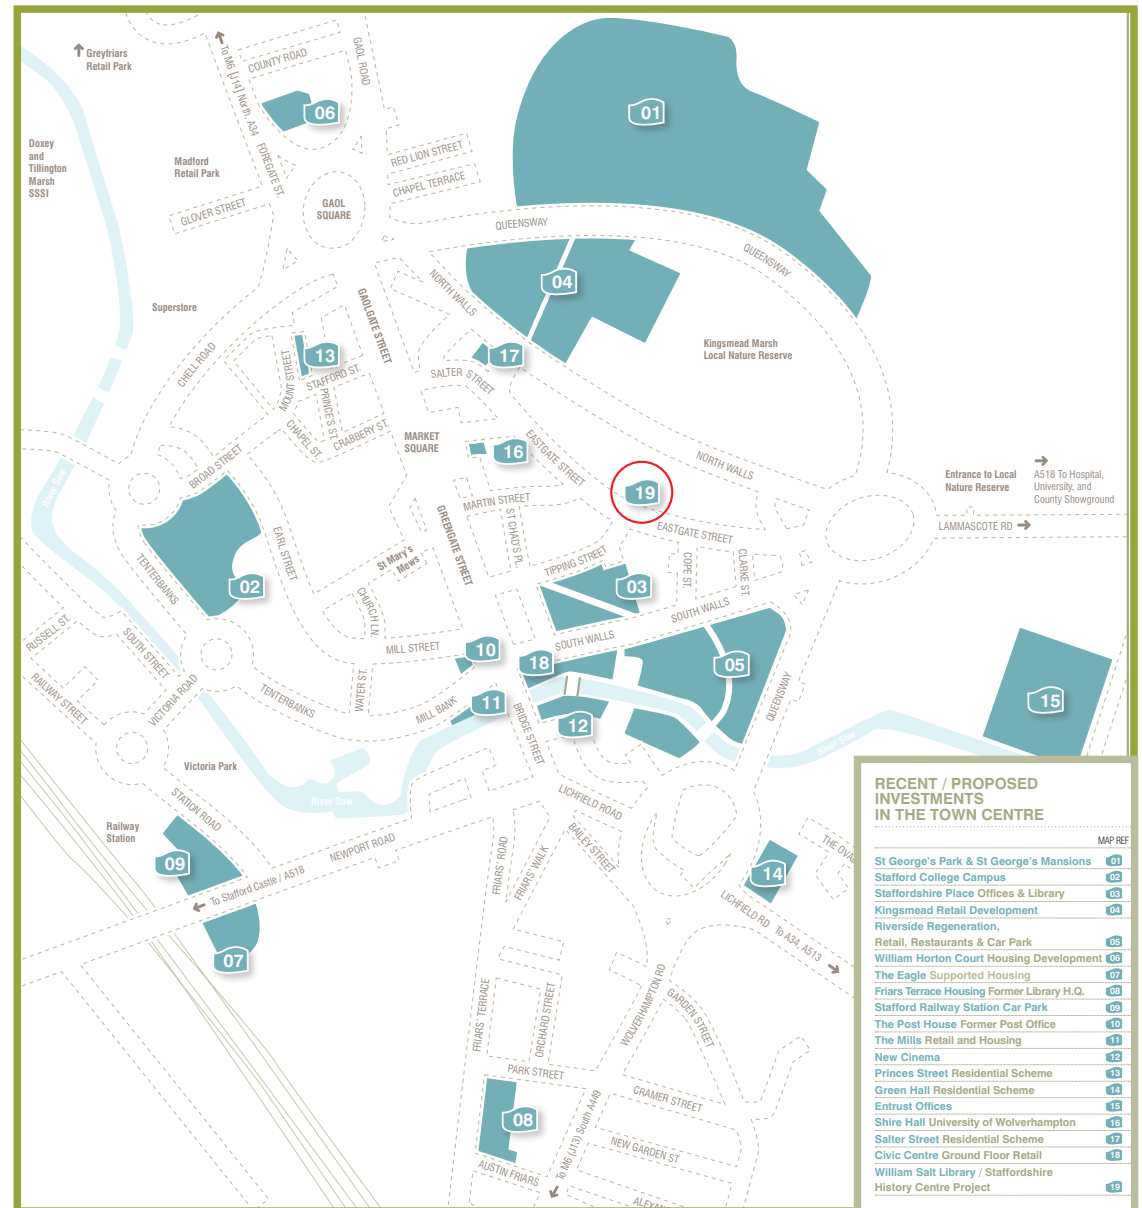 Greyfriars
Retail Park
To M6 [J14] North, A34
COUNTY ROAD
GAOL ROAD
01
06
Doxey
and
Tillington
Marsh
SSSI
Madford
Retail Park
FOREGATE ST.
RED LION STREET
CHAPEL TERRACE
GLOVER STREET
GAOL
SQUARE
QUEENSWAY
QUEENSWAY
NORTH WALLS
04
Superstore
GAOLGATE STREET
Kingsmead Marsh
Local Nature Reserve
CHELL ROAD
13
17
MOUNT STREET
STAFFORD ST.
PRINCE'S ST.
SALTER STREET
CHAPEL ST.
CRABBERY ST.
MARKET
SQUARE
16
EASTGATE STREET
NORTH WALLS
BROAD STREET
River Sow
19
Entrance to Local
Nature Reserve
A518 To Hospital,
University, and
County Showground
MARTIN STREET
GREENGATE STREET
ST CHAD'S PL.
EASTGATE STREET
LAMMASCOTE RD
EARL STREET
St Mary's
Mews
TIPPING STREET
COPE ST.
CLARKE ST.
TENTERBANKS
02
03
CHURCH LN.
SOUTH WALLS
SOUTH WALLS
RUSSELL ST.
SOUTH STREET
MILL STREET
10
18
05
RAILWAY STREET
VICTORIA ROAD
TENTERBANKS
WATER ST.
MILL BANK
11
BRIDGE STREET
12
QUEENSWAY
15
River Sow
Victoria Park
River Sow
STATION ROAD
LICHFIELD ROAD
Railway
Station
NEWPORT ROAD
BAILEY STREET
THE OVAL
09
To Stafford Castle / A518
FRIARS' ROAD
FRIARS' WALK
14
LICHFIELD RD
To A34, A513
07
FRIARS' TERRACE
ORCHARD STREET
WOLVERHAMPTON RD
GARDEN STREET
PARK STREET
CRAMER STREET
08
To M6 (J13) South A449
NEW GARDEN ST
AUSTIN FRIARS
RECENT / PROPOSED
INVESTMENTS
IN THE TOWN CENTRE
MAP REF
St George's Park & St George's Mansions 01
Stafford College Campus 02
Staffordshire Place Offices & Library 03
Kingsmead Retail Development 04
Riverside Regeneration,
Retail, Restaurants & Car Park 05
William Horton Court Housing Development 06
The Eagle Supported Housing 07
Friars Terrace Housing Former Library H.Q. 08
Stafford Railway Station Car Park 09
The Post House Former Post Office 10
The Mills Retail and Housing 11
New Cinema 12
Princes Street Residential Scheme 13
Green Hall Residential Scheme 14
Entrust Offices 15
Shire Hall University of Wolverhampton 16
Salter Street Residential Scheme 17
Civic Centre Ground Floor Retail 18
William Salt Library / Staffordshire
History Centre Project 19